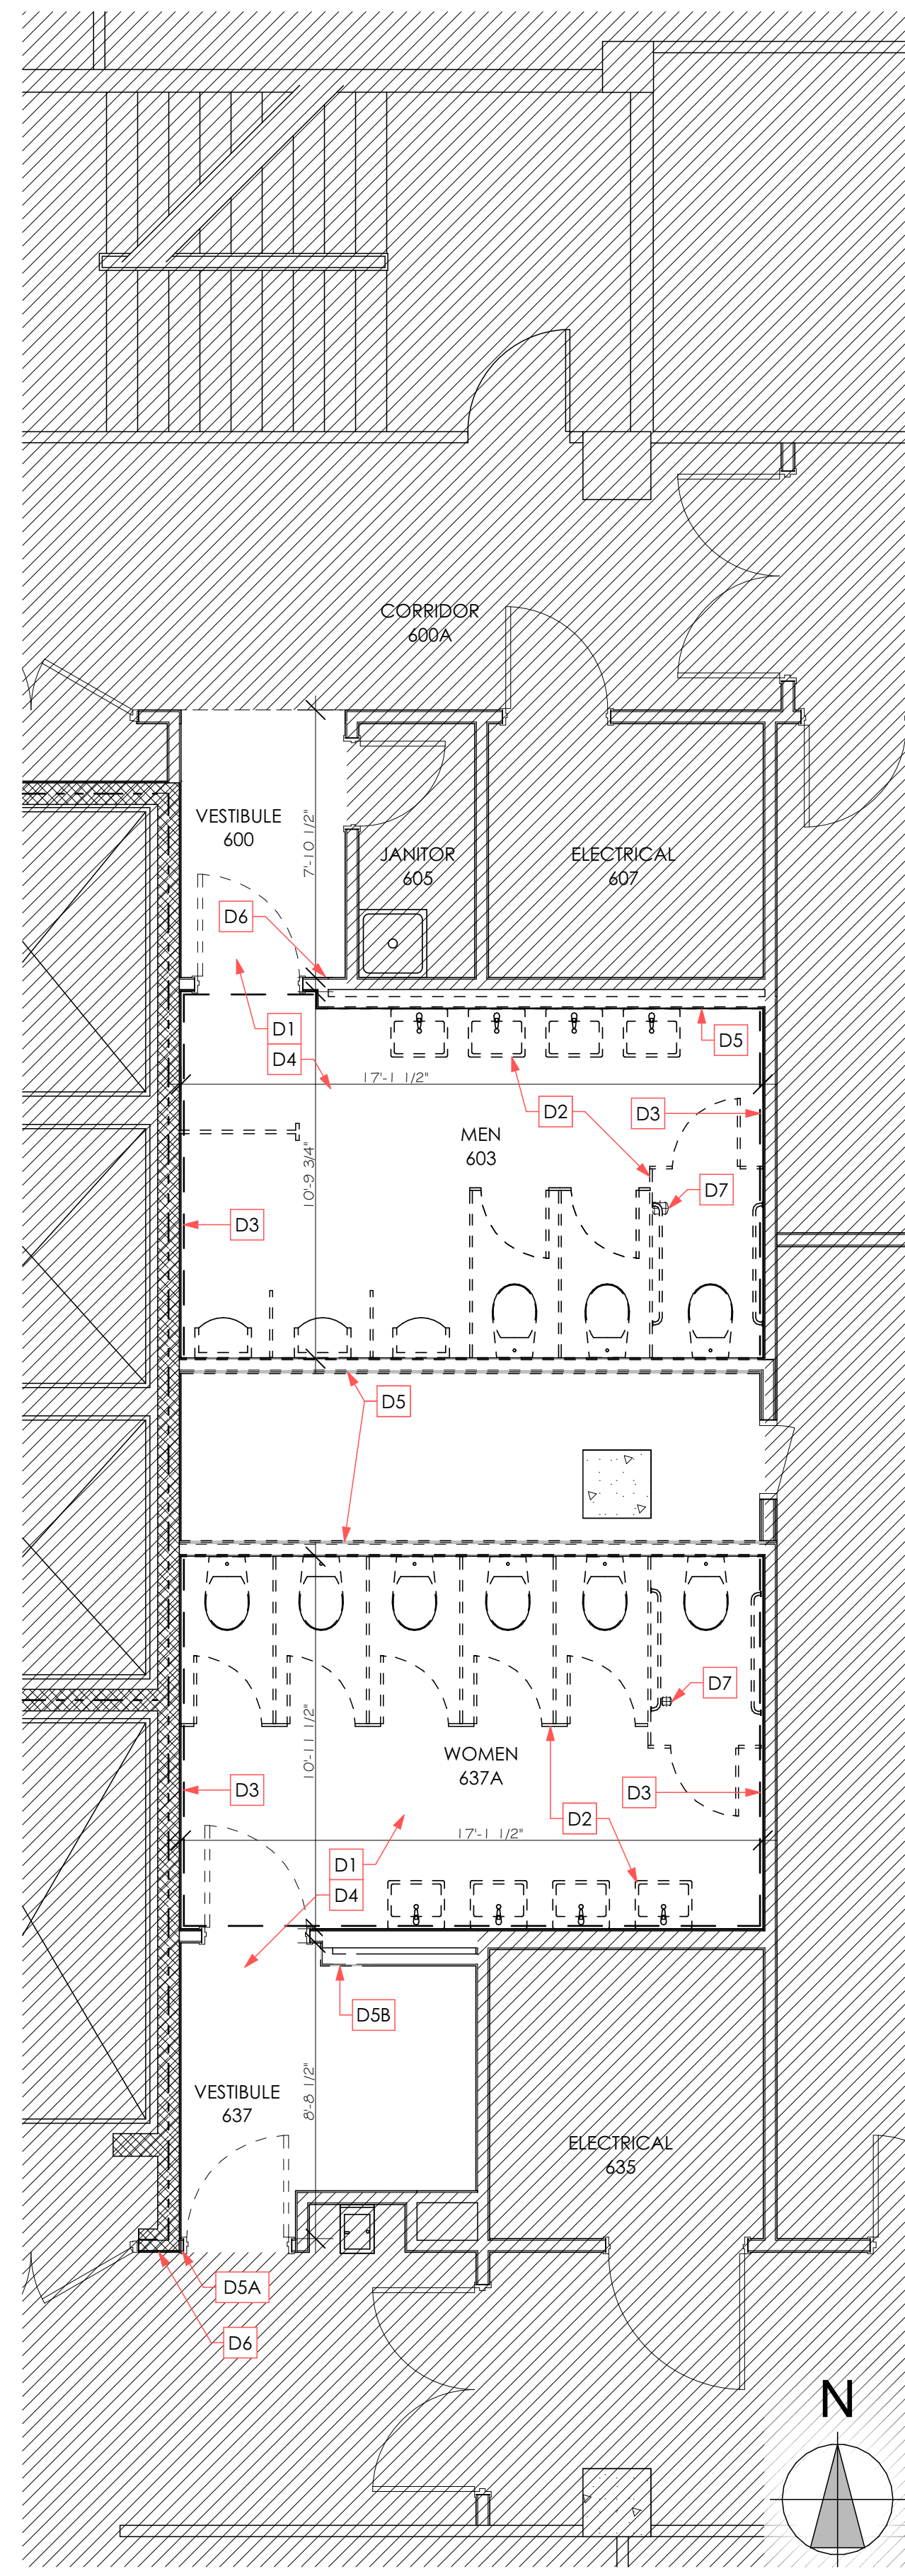 CORRIDOR
600A
VESTIBULE
600
7'-10 1/2"
JANITOR
605
ELECTRICAL
607
D6
D1
D4
D5
17'-1 1/2"
D2
D3
MEN
603
10'-9 3/4"
D7
D3
D5
D7
10'-11 1/2"
WOMEN
637A
D3
D3
D2
17'-1 1/2"
D1
D4
D5B
8'-8 1/2"
VESTIBULE
637
ELECTRICAL
635
D5A
D6
N